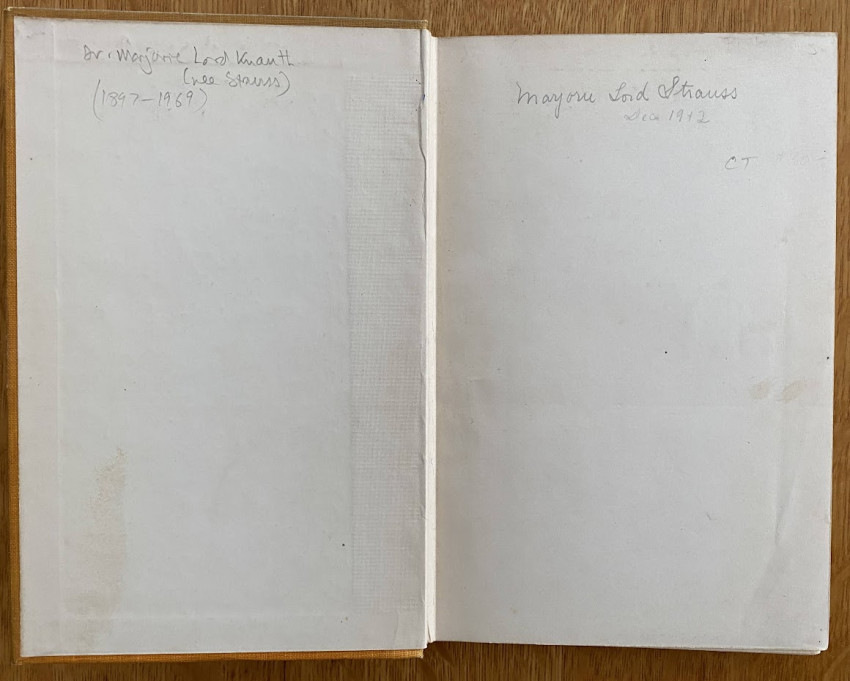 Dr. Marjorie Lord Knauth
(nee Strauss)
(1897-1969)
Marjorie Lord Strauss
Dec 1912
CT